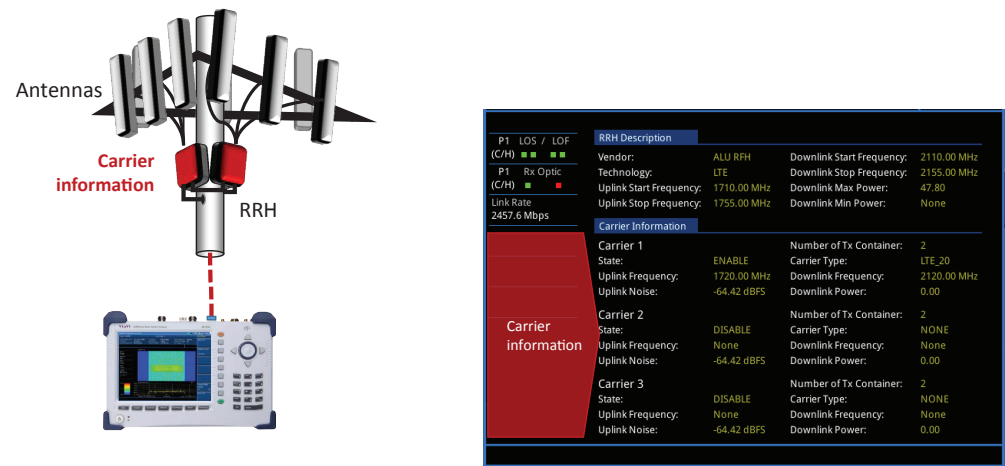 Antennas
Carrier
information
RRH
P1 LOS / LOF
(C/H)
P1 Rx Optic
(C/H)
Link Rate
2457.6 Mbps
Carrier
information
RRH Description
Vendor: ALU RFH Downlink Start Frequency: 2110.00 MHz
Technology: LTE Downlink Stop Frequency: 2155.00 MHz
Uplink Start Frequency: 1710.00 MHz Downlink Max Power: 47.80
Uplink Stop Frequency: 1755.00 MHz Downlink Min Power: None
Carrier Information
Carrier 1 Number of Tx Container: 2
State: ENABLE Carrier Type: LTE_20
Uplink Frequency: 1720.00 MHz Downlink Frequency: 2120.00 MHz
Uplink Noise: -64.42 dBFS Downlink Power: 0.00
Carrier 2 Number of Tx Container: 2
State: DISABLE Carrier Type: NONE
Uplink Frequency: None Downlink Frequency: None
Uplink Noise: -64.42 dBFS Downlink Power: 0.00
Carrier 3 Number of Tx Container: 2
State: DISABLE Carrier Type: NONE
Uplink Frequency: None Downlink Frequency: None
Uplink Noise: -64.42 dBFS Downlink Power: 0.00